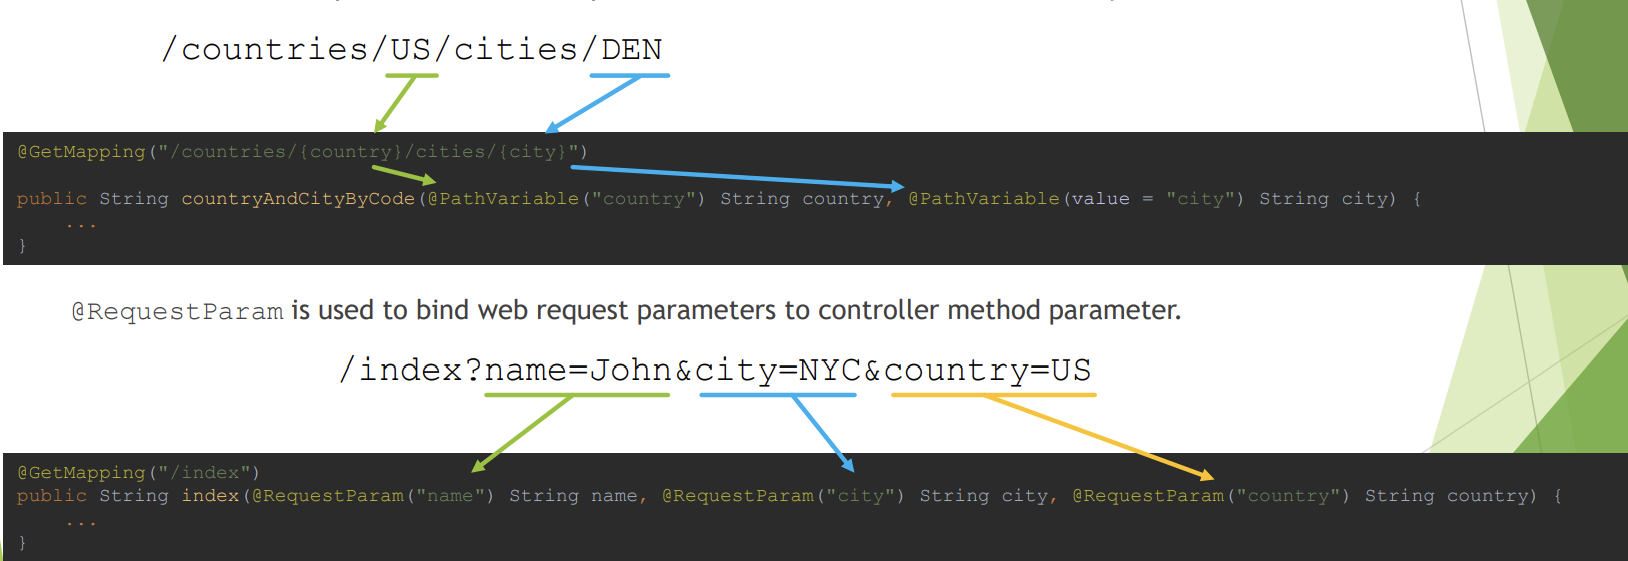 /countries/US/cities/DEN
@GetMapping("/countries/{country}/cities/{city}")
public String countryAndCityByCode(@PathVariable("country") String country, @PathVariable(value = "city") String city) {
...
}
@RequestParam is used to bind web request parameters to controller method parameter.
/index?name=John&city=NYC&country=US
@GetMapping("/index")
public String index(@RequestParam("name") String name, @RequestParam("city") String city, @RequestParam("country") String country) {
...
}